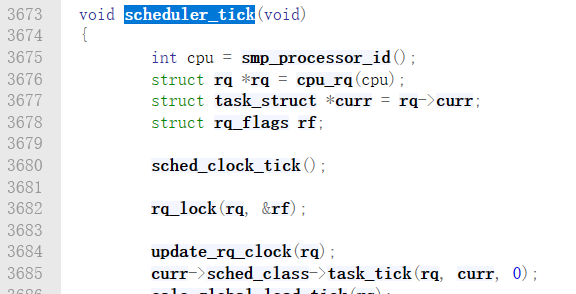 3673 void scheduler_tick(void)
3674 {
3675 int cpu = smp_processor_id();
3676 struct rq *rq = cpu_rq(cpu);
3677 struct task_struct *curr = rq->curr;
3678 struct rq_flags rf;
3679
3680 sched_clock_tick();
3681
3682 rq_lock(rq, &rf);
3683
3684 update_rq_clock(rq);
3685 curr->sched_class->task_tick(rq, curr, 0);